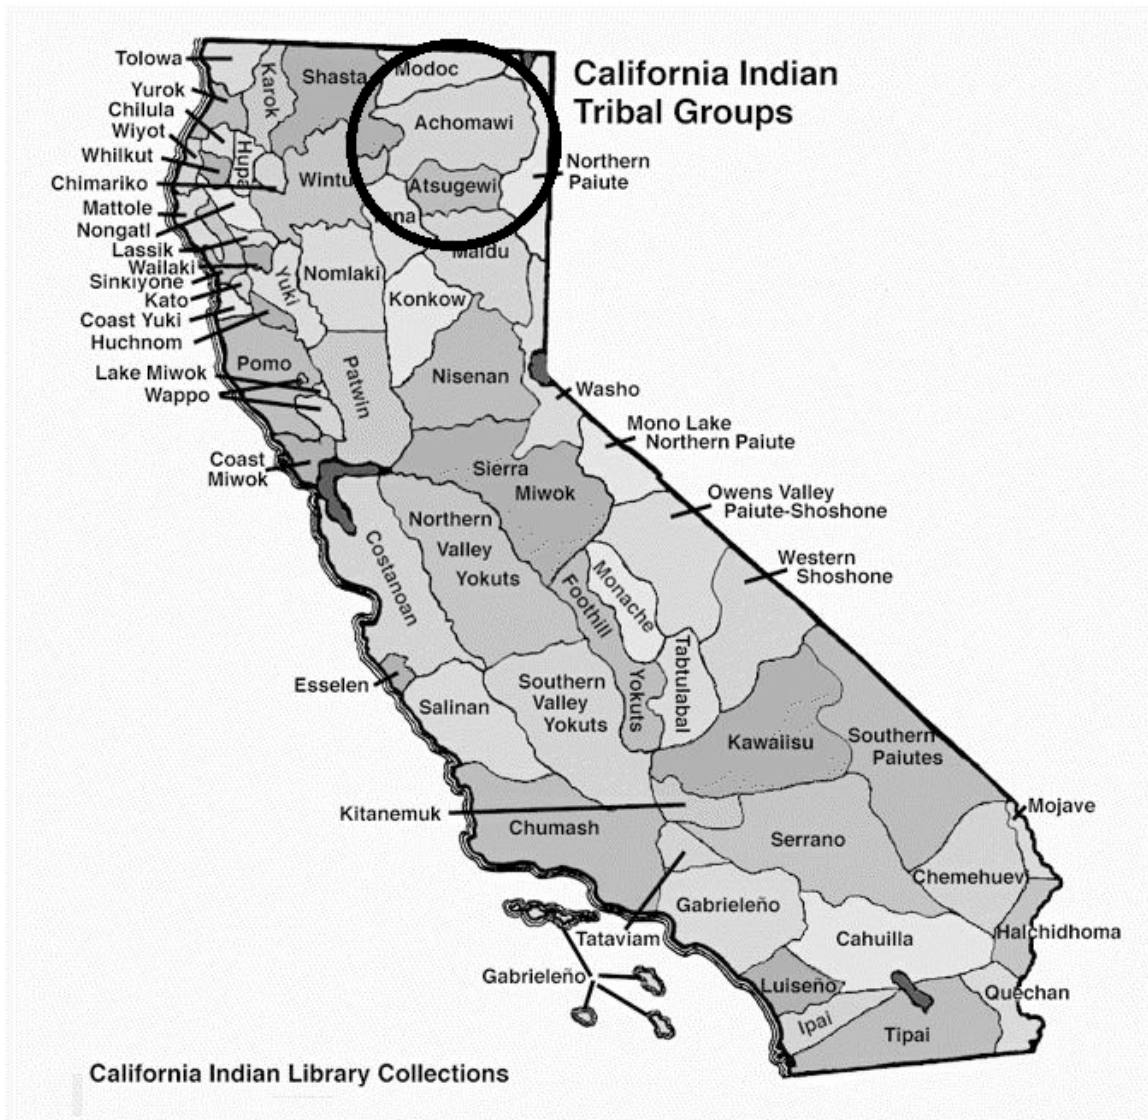 California Indian
Tribal Groups
Tolowa
Yurok
Chilula
Wiyot
Whilkut
Chimariko
Mattole
Nongatl
Lassik
Wailaki
Sinkiyone
Kato
Coast Yuki
Huchnom
Lake Miwok
Wappo
Coast
Miwok
Karok
Shasta
Modoc
Achomawi
Hupa
Wintu
Atsugewi
Northern
Paiute
Maidu
Yuki
Nomlaki
Konkow
Pomo
Patwin
Nisenan
Washo
Mono Lake
Northern Paiute
Sierra
Miwok
Owens Valley
Paiute-Shoshone
Northern
Valley
Yokuts
Western
Shoshone
Costanoan
Foothill
Yokuts
Monache
Tabtulabal
Esselen
Salinan
Southern
Valley
Yokuts
Kawaiisu
Southern
Paiutes
Kitanemuk
Chumash
Serrano
Mojave
Chemehuev
Gabrieleño
Tataviam
Cahuilla
Halchidhoma
Gabrieleño
Luiseño
Quechan
Ipai
Tipai
California Indian Library Collections